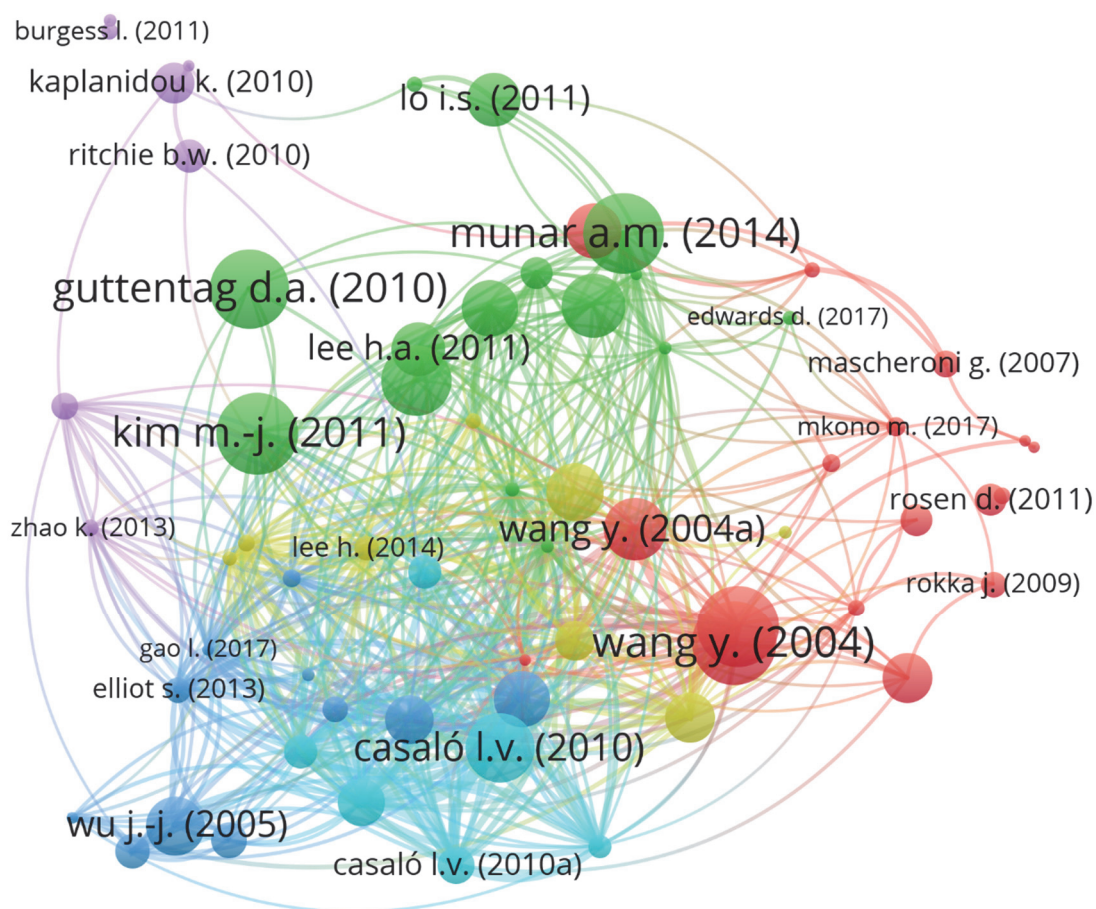 burgess l. (2011)
kaplanidou k. (2010)
lo i.s. (2011)
ritchie b.w. (2010)
munar a.m. (2014)
guttentag d.a. (2010)
edwards d. (2017)
lee h.a. (2011)
mascheroni g. (2007)
kim m.-j. (2011)
mkono m. (2017)
rosen d. (2011)
zhao k. (2013)
wang y. (2004a)
lee h. (2014)
rokka j. (2009)
gao l. (2017)
wang y. (2004)
elliot s. (2013)
casaló l.v. (2010)
wu j.-j. (2005)
casaló l.v. (2010a)